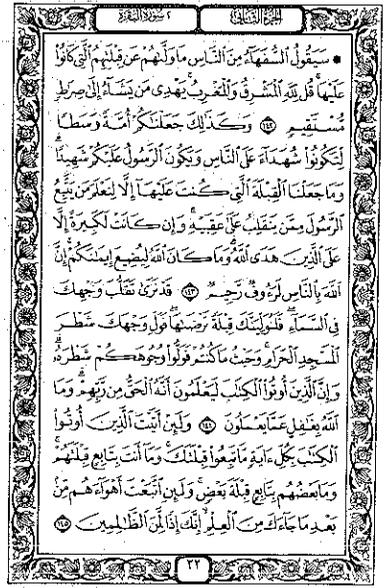 الجزء الثاني ٢ سورة البقرة
۞ سَيَقُولُ ٱلسُّفَهَآءُ مِنَ ٱلنَّاسِ مَا وَلَّىٰهُمْ عَن قِبْلَتِهِمُ ٱلَّتِى كَانُوا۟
عَلَيْهَا ۚ قُل لِّلَّهِ ٱلْمَشْرِقُ وَٱلْمَغْرِبُ ۚ يَهْدِى مَن يَشَآءُ إِلَىٰ صِرَٰطٍ
مُّسْتَقِيمٍ ١٤٢ وَكَذَٰلِكَ جَعَلْنَٰكُمْ أُمَّةً وَسَطًا
لِّتَكُونُوا۟ شُهَدَآءَ عَلَى ٱلنَّاسِ وَيَكُونَ ٱلرَّسُولُ عَلَيْكُمْ شَهِيدًا ۗ
وَمَا جَعَلْنَا ٱلْقِبْلَةَ ٱلَّتِى كُنتَ عَلَيْهَآ إِلَّا لِنَعْلَمَ مَن يَتَّبِعُ
ٱلرَّسُولَ مِمَّن يَنقَلِبُ عَلَىٰ عَقِبَيْهِ ۚ وَإِن كَانَتْ لَكَبِيرَةً إِلَّا
عَلَى ٱلَّذِينَ هَدَى ٱللَّهُ ۗ وَمَا كَانَ ٱللَّهُ لِيُضِيعَ إِيمَٰنَكُمْ ۚ إِنَّ
ٱللَّهَ بِٱلنَّاسِ لَرَءُوفٌ رَّحِيمٌ ١٤٣ قَدْ نَرَىٰ تَقَلُّبَ وَجْهِكَ
فِى ٱلسَّمَآءِ ۖ فَلَنُوَلِّيَنَّكَ قِبْلَةً تَرْضَىٰهَا ۚ فَوَلِّ وَجْهَكَ شَطْرَ
ٱلْمَسْجِدِ ٱلْحَرَامِ ۚ وَحَيْثُ مَا كُنتُمْ فَوَلُّوا۟ وُجُوهَكُمْ شَطْرَهُۥ ۗ
وَإِنَّ ٱلَّذِينَ أُوتُوا۟ ٱلْكِتَٰبَ لَيَعْلَمُونَ أَنَّهُ ٱلْحَقُّ مِن رَّبِّهِمْ ۗ وَمَا
ٱللَّهُ بِغَٰفِلٍ عَمَّا يَعْمَلُونَ ١٤٤ وَلَئِنْ أَتَيْتَ ٱلَّذِينَ أُوتُوا۟
ٱلْكِتَٰبَ بِكُلِّ ءَايَةٍ مَّا تَبِعُوا۟ قِبْلَتَكَ ۚ وَمَآ أَنتَ بِتَابِعٍ قِبْلَتَهُمْ ۚ
وَمَا بَعْضُهُم بِتَابِعٍ قِبْلَةَ بَعْضٍ ۚ وَلَئِنِ ٱتَّبَعْتَ أَهْوَآءَهُم مِّنۢ
بَعْدِ مَا جَآءَكَ مِنَ ٱلْعِلْمِ ۙ إِنَّكَ إِذًا لَّمِنَ ٱلظَّٰلِمِينَ ١٤٥
٢٢